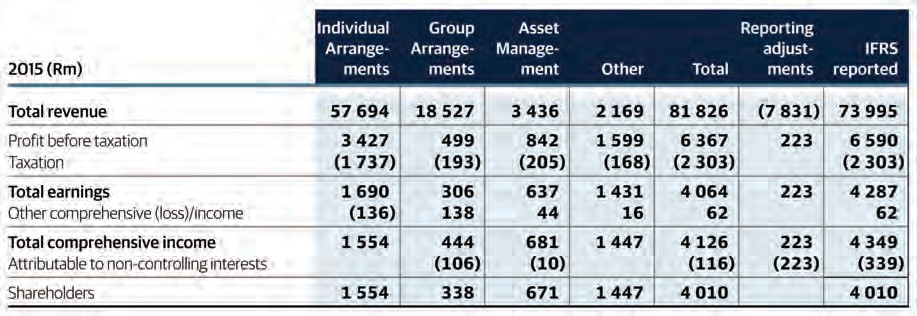 Individual Arrange- ments Group Arrange- ments Asset Manage- ment Other Total Reporting adjust- ments IFRS reported
2015 (Rm)
Total revenue 57 694 18 527 3 436 2 169 81 826 (7 831) 73 995
Profit before taxation 3 427 499 842 1 599 6 367 223 6 590
Taxation (1 737) (193) (205) (168) (2 303) (2 303)
Total earnings 1 690 306 637 1 431 4 064 223 4 287
Other comprehensive (loss)/income (136) 138 44 16 62 62
Total comprehensive income 1 554 444 681 1 447 4 126 223 4 349
Attributable to non-controlling interests (106) (10) (116) (223) (339)
Shareholders 1 554 338 671 1 447 4 010 4 010